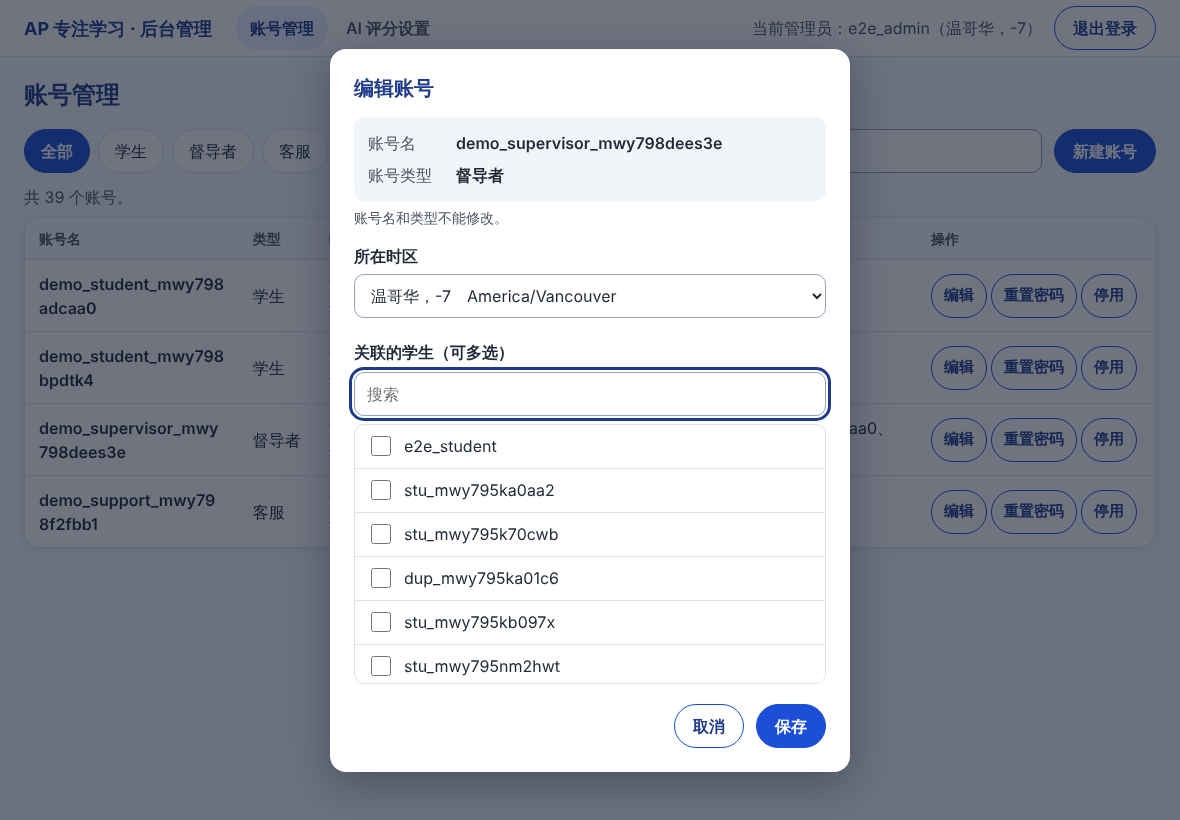 AP 专注学习 · 后台管理
账号管理
AI 评分设置
当前管理员：e2e_admin（温哥华，-7）
退出登录
账号管理
全部
学生
督导者
客服
新建账号
共 39 个账号。
账号名
类型
操作
demo_student_mwy798
adcaa0
学生
编辑
重置密码
停用
demo_student_mwy798
bpdtk4
学生
编辑
重置密码
停用
demo_supervisor_mwy
798dees3e
督导者
aa0、
编辑
重置密码
停用
demo_support_mwy79
8f2fbb1
客服
编辑
重置密码
停用
编辑账号
账号名 demo_supervisor_mwy798dees3e
账号类型 督导者
账号名和类型不能修改。
所在时区
温哥华，-7 America/Vancouver
关联的学生（可多选）
搜索
e2e_student
stu_mwy795ka0aa2
stu_mwy795k70cwb
dup_mwy795ka01c6
stu_mwy795kb097x
stu_mwy795nm2hwt
取消
保存